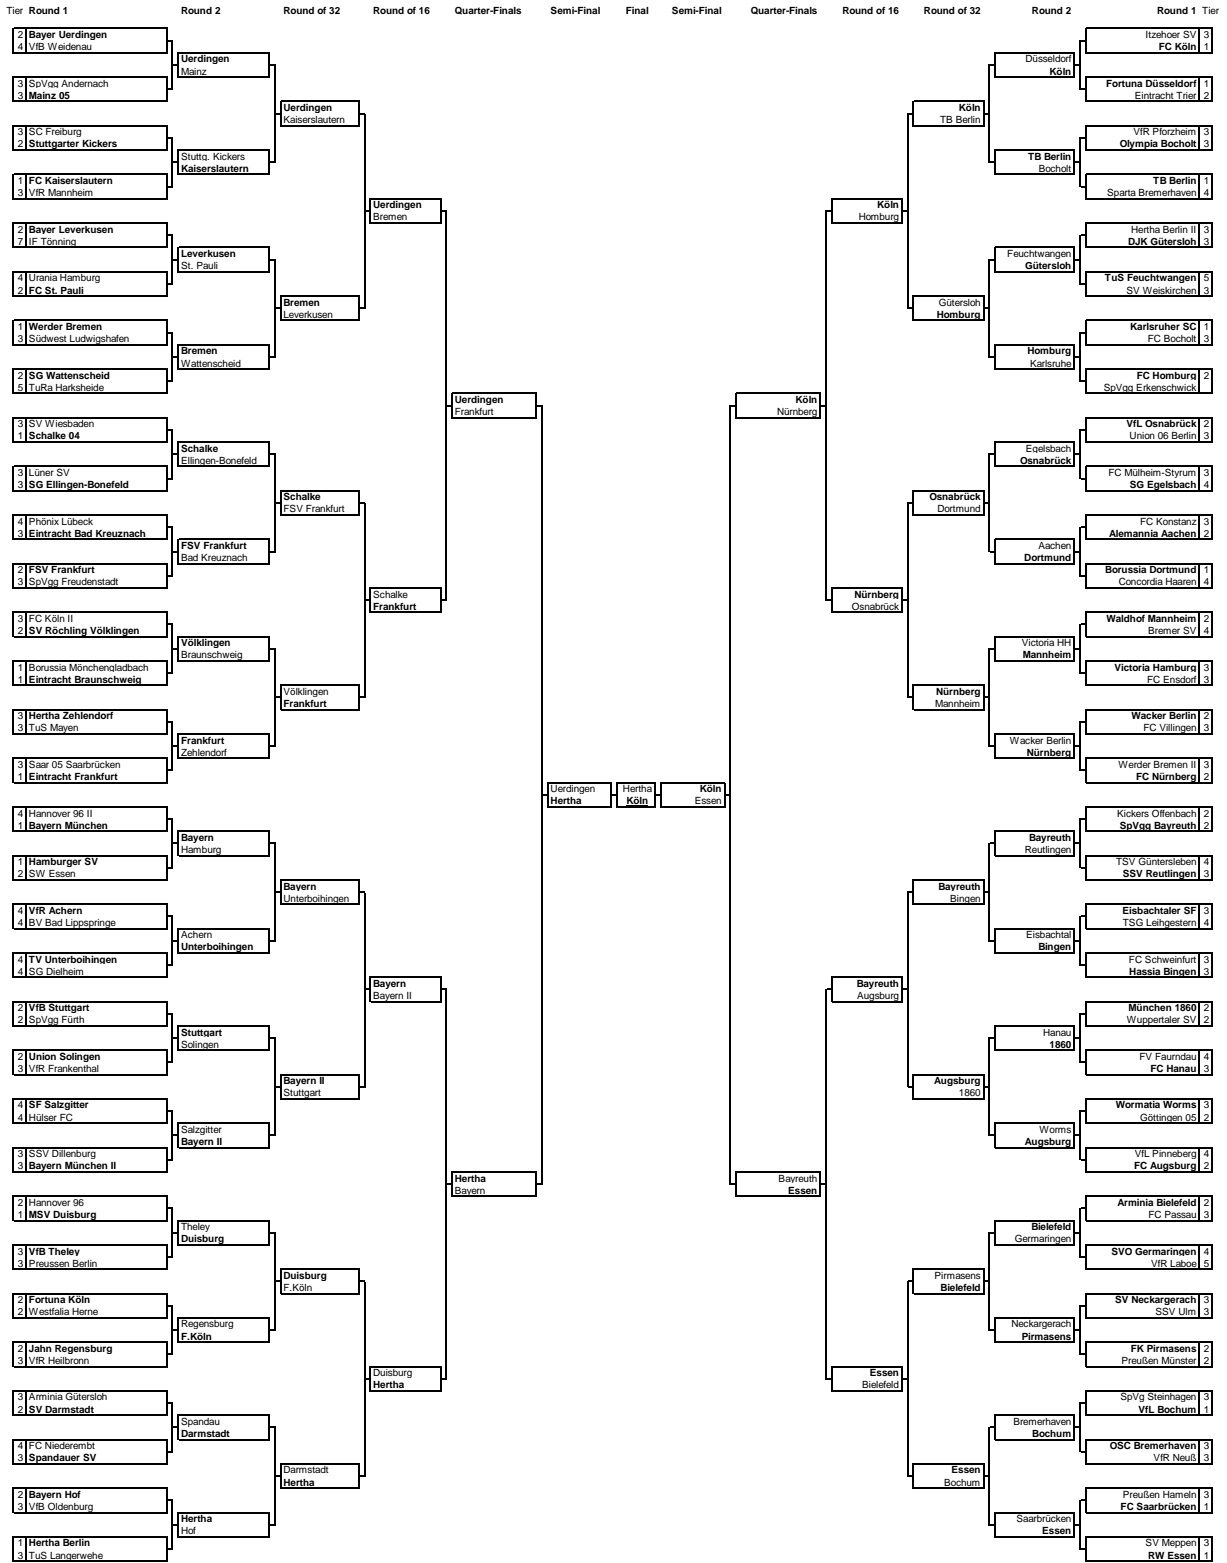 Tier Round 1 Round 2 Round of 32 Round of 16 Quarter-Finals Semi-Final Final Semi-Final Quarter-Finals Round of 16 Round of 32 Round 2 Round 1 Tier
2 Bayer Uerdingen
4 VfB Weidenau
Uerdingen
Mainz
3 SpVgg Andernach
3 Mainz 05
Uerdingen
Kaiserslautern
3 SC Freiburg
2 Stuttgarter Kickers
Stuttg. Kickers
Kaiserslautern
1 FC Kaiserslautern
3 VfR Mannheim
Uerdingen
Bremen
2 Bayer Leverkusen
7 IF Tönning
Leverkusen
St. Pauli
4 Urania Hamburg
2 FC St. Pauli
Bremen
Leverkusen
1 Werder Bremen
3 Südwest Ludwigshafen
Bremen
Wattenscheid
2 SG Wattenscheid
5 TuRa Harksheide
Uerdingen
Frankfurt
3 SV Wiesbaden
1 Schalke 04
Schalke
Ellingen-Bonefeld
3 Lüner SV
3 SG Ellingen-Bonefeld
Schalke
FSV Frankfurt
4 Phönix Lübeck
3 Eintracht Bad Kreuznach
FSV Frankfurt
Bad Kreuznach
2 FSV Frankfurt
3 SpVgg Freudenstadt
Schalke
Frankfurt
3 FC Köln II
2 SV Röchling Völklingen
Völklingen
Braunschweig
1 Borussia Mönchengladbach
1 Eintracht Braunschweig
Völklingen
Frankfurt
3 Hertha Zehlendorf
3 TuS Mayen
Frankfurt
Zehlendorf
3 Saar 05 Saarbrücken
1 Eintracht Frankfurt
Uerdingen
Hertha
4 Hannover 96 II
1 Bayern München
Bayern
Hamburg
1 Hamburger SV
2 SW Essen
Bayern
Unterboihingen
4 VfR Achern
4 BV Bad Lippspringe
Achern
Unterboihingen
4 TV Unterboihingen
4 SG Dielheim
Bayern
Bayern II
2 VfB Stuttgart
2 SpVgg Fürth
Stuttgart
Solingen
2 Union Solingen
3 VfR Frankenthal
Bayern II
Stuttgart
4 SF Salzgitter
4 Hülser FC
Salzgitter
Bayern II
3 SSV Dillenburg
3 Bayern München II
Hertha
Bayern
2 Hannover 96
1 MSV Duisburg
Theley
Duisburg
3 VfB Theley
3 Preussen Berlin
Duisburg
F.Köln
2 Fortuna Köln
2 Westfalia Herne
Regensburg
F.Köln
2 Jahn Regensburg
3 VfR Heilbronn
Duisburg
Hertha
3 Arminia Gütersloh
2 SV Darmstadt
Spandau
Darmstadt
4 FC Niederembt
3 Spandauer SV
Darmstadt
Hertha
2 Bayern Hof
3 VfB Oldenburg
Hertha
Hof
1 Hertha Berlin
3 TuS Langerwehe
Hertha
Köln
Itzehoer SV 3
FC Köln 1
Düsseldorf
Köln
Fortuna Düsseldorf 1
Eintracht Trier 2
Köln
TB Berlin
VfR Pforzheim 3
Olympia Bocholt 3
TB Berlin
Bocholt
TB Berlin 1
Sparta Bremerhaven 4
Köln
Homburg
Hertha Berlin II 3
DJK Gütersloh 3
Feuchtwangen
Gütersloh
TuS Feuchtwangen 5
SV Weiskirchen 3
Gütersloh
Homburg
Karlsruher SC 1
FC Bocholt 3
Homburg
Karlsruhe
FC Homburg 2
SpVgg Erkenschwick
Köln
Nürnberg
VfL Osnabrück 2
Union 06 Berlin 3
Egelsbach
Osnabrück
FC Mülheim-Styrum 3
SG Egelsbach 4
Osnabrück
Dortmund
FC Konstanz 3
Alemannia Aachen 2
Aachen
Dortmund
Borussia Dortmund 1
Concordia Haaren 4
Nürnberg
Osnabrück
Waldhof Mannheim 2
Bremer SV 4
Victoria HH
Mannheim
Victoria Hamburg 3
FC Ensdorf 3
Nürnberg
Mannheim
Wacker Berlin 2
FC Villingen 3
Wacker Berlin
Nürnberg
Werder Bremen II 3
FC Nürnberg 2
Köln
Essen
Kickers Offenbach 2
SpVgg Bayreuth 2
Bayreuth
Reutlingen
TSV Güntersleben 4
SSV Reutlingen 3
Bayreuth
Bingen
Eisbachtaler SF 3
TSG Leihgestern 4
Eisbachtal
Bingen
FC Schweinfurt 3
Hassia Bingen 3
Bayreuth
Augsburg
München 1860 2
Wuppertaler SV 2
Hanau
1860
FV Faurndau 4
FC Hanau 3
Augsburg
1860
Wormatia Worms 3
Göttingen 05 2
Worms
Augsburg
VfL Pinneberg 4
FC Augsburg 2
Bayreuth
Essen
Arminia Bielefeld 2
FC Passau 3
Bielefeld
Germaringen
SVO Germaringen 4
VfR Laboe 5
Pirmasens
Bielefeld
SV Neckargerach 3
SSV Ulm 3
Neckargerach
Pirmasens
FK Pirmasens 2
Preußen Münster 2
Essen
Bielefeld
SpVg Steinhagen 3
VfL Bochum 1
Bremerhaven
Bochum
OSC Bremerhaven 3
VfR Neuß 3
Essen
Bochum
Preußen Hameln 3
FC Saarbrücken 1
Saarbrücken
Essen
SV Meppen 3
RW Essen 1